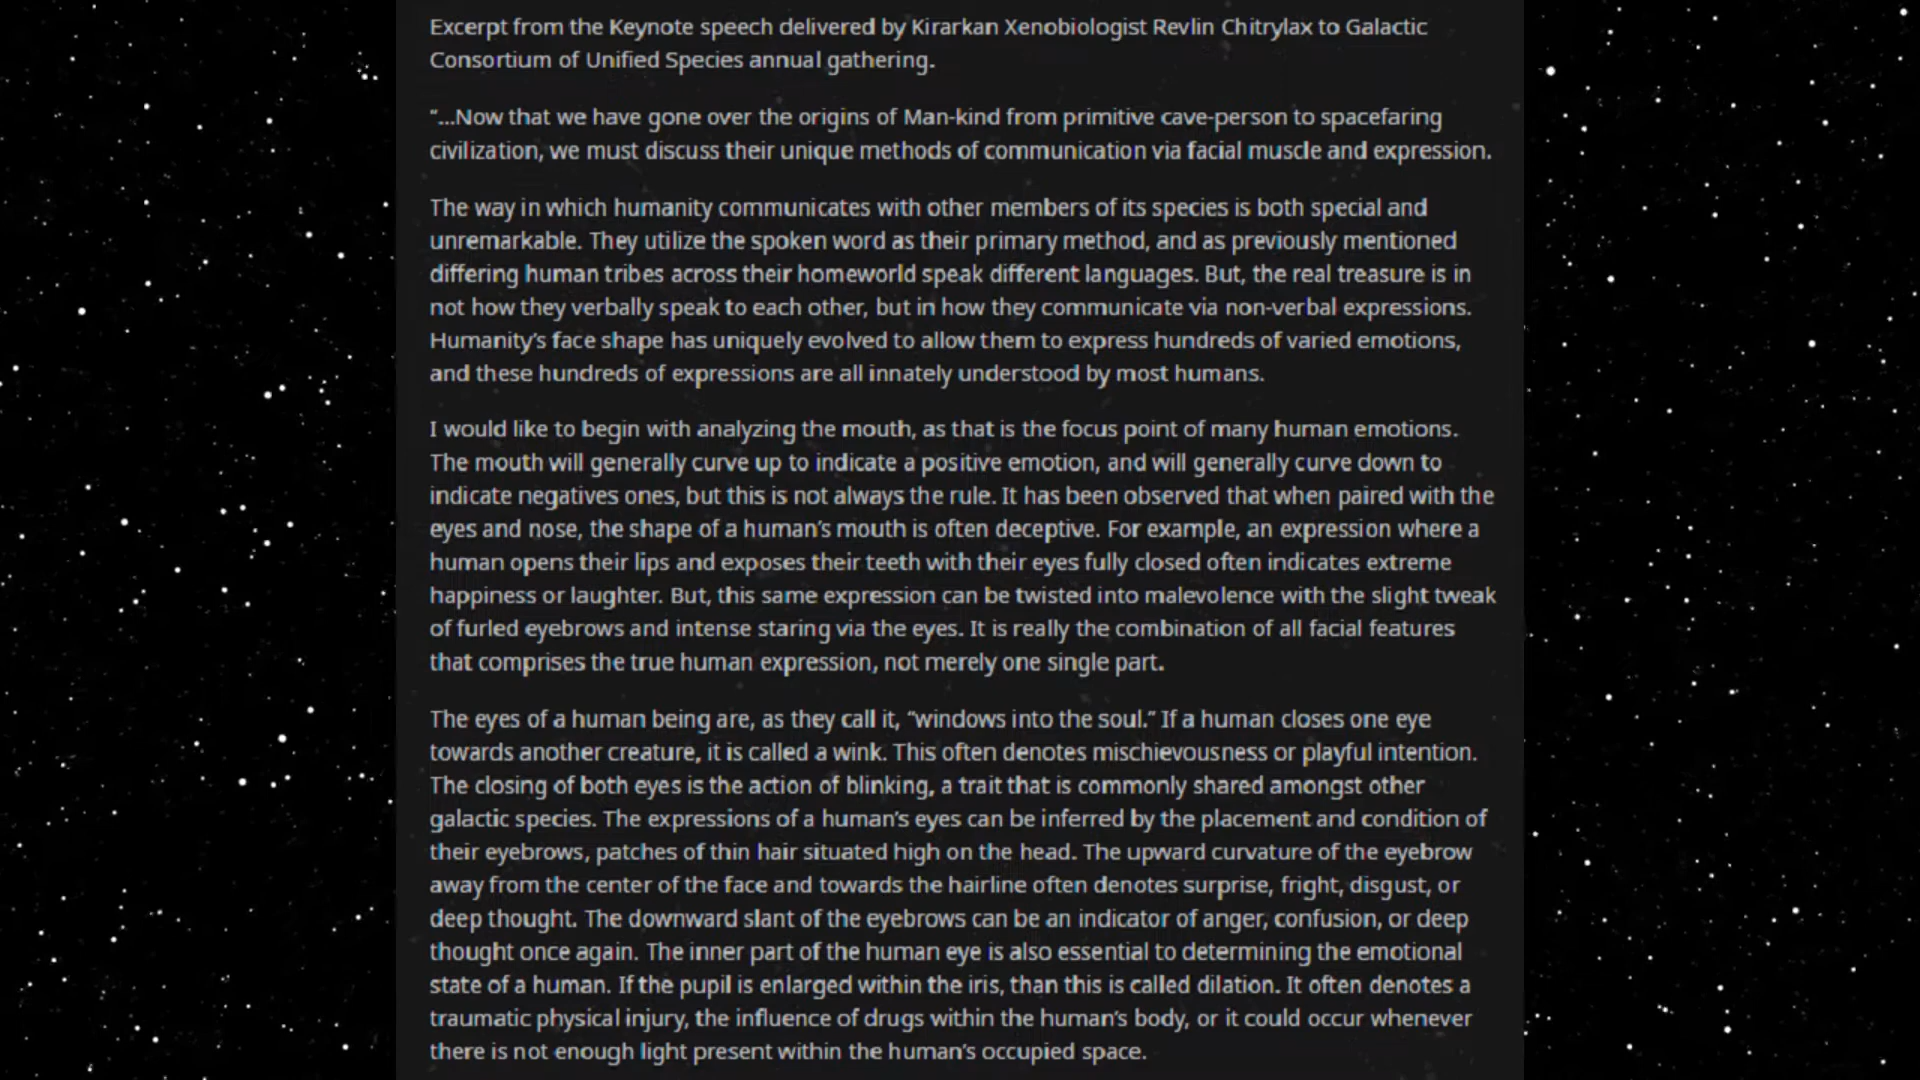 Excerpt from the Keynote speech delivered by Kirarkan Xenobiologist Revlin Chitrylax to Galactic
Consortium of Unified Species annual gathering.
“...Now that we have gone over the origins of Man-kind from primitive cave-person to spacefaring
civilization, we must discuss their unique methods of communication via facial muscle and expression.
The way in which humanity communicates with other members of its species is both special and
unremarkable. They utilize the spoken word as their primary method, and as previously mentioned
differing human tribes across their homeworld speak different languages. But, the real treasure is in
not how they verbally speak to each other, but in how they communicate via non-verbal expressions.
Humanity’s face shape has uniquely evolved to allow them to express hundreds of varied emotions,
and these hundreds of expressions are all innately understood by most humans.
I would like to begin with analyzing the mouth, as that is the focus point of many human emotions.
The mouth will generally curve up to indicate a positive emotion, and will generally curve down to
indicate negatives ones, but this is not always the rule. It has been observed that when paired with the
eyes and nose, the shape of a human’s mouth is often deceptive. For example, an expression where a
human opens their lips and exposes their teeth with their eyes fully closed often indicates extreme
happiness or laughter. But, this same expression can be twisted into malevolence with the slight tweak
of furled eyebrows and intense staring via the eyes. It is really the combination of all facial features
that comprises the true human expression, not merely one single part.
The eyes of a human being are, as they call it, “windows into the soul.” If a human closes one eye
towards another creature, it is called a wink. This often denotes mischievousness or playful intention.
The closing of both eyes is the action of blinking, a trait that is commonly shared amongst other
galactic species. The expressions of a human’s eyes can be inferred by the placement and condition of
their eyebrows, patches of thin hair situated high on the head. The upward curvature of the eyebrow
away from the center of the face and towards the hairline often denotes surprise, fright, disgust, or
deep thought. The downward slant of the eyebrows can be an indicator of anger, confusion, or deep
thought once again. The inner part of the human eye is also essential to determining the emotional
state of a human. If the pupil is enlarged within the iris, than this is called dilation. It often denotes a
traumatic physical injury, the influence of drugs within the human’s body, or it could occur whenever
there is not enough light present within the human’s occupied space.